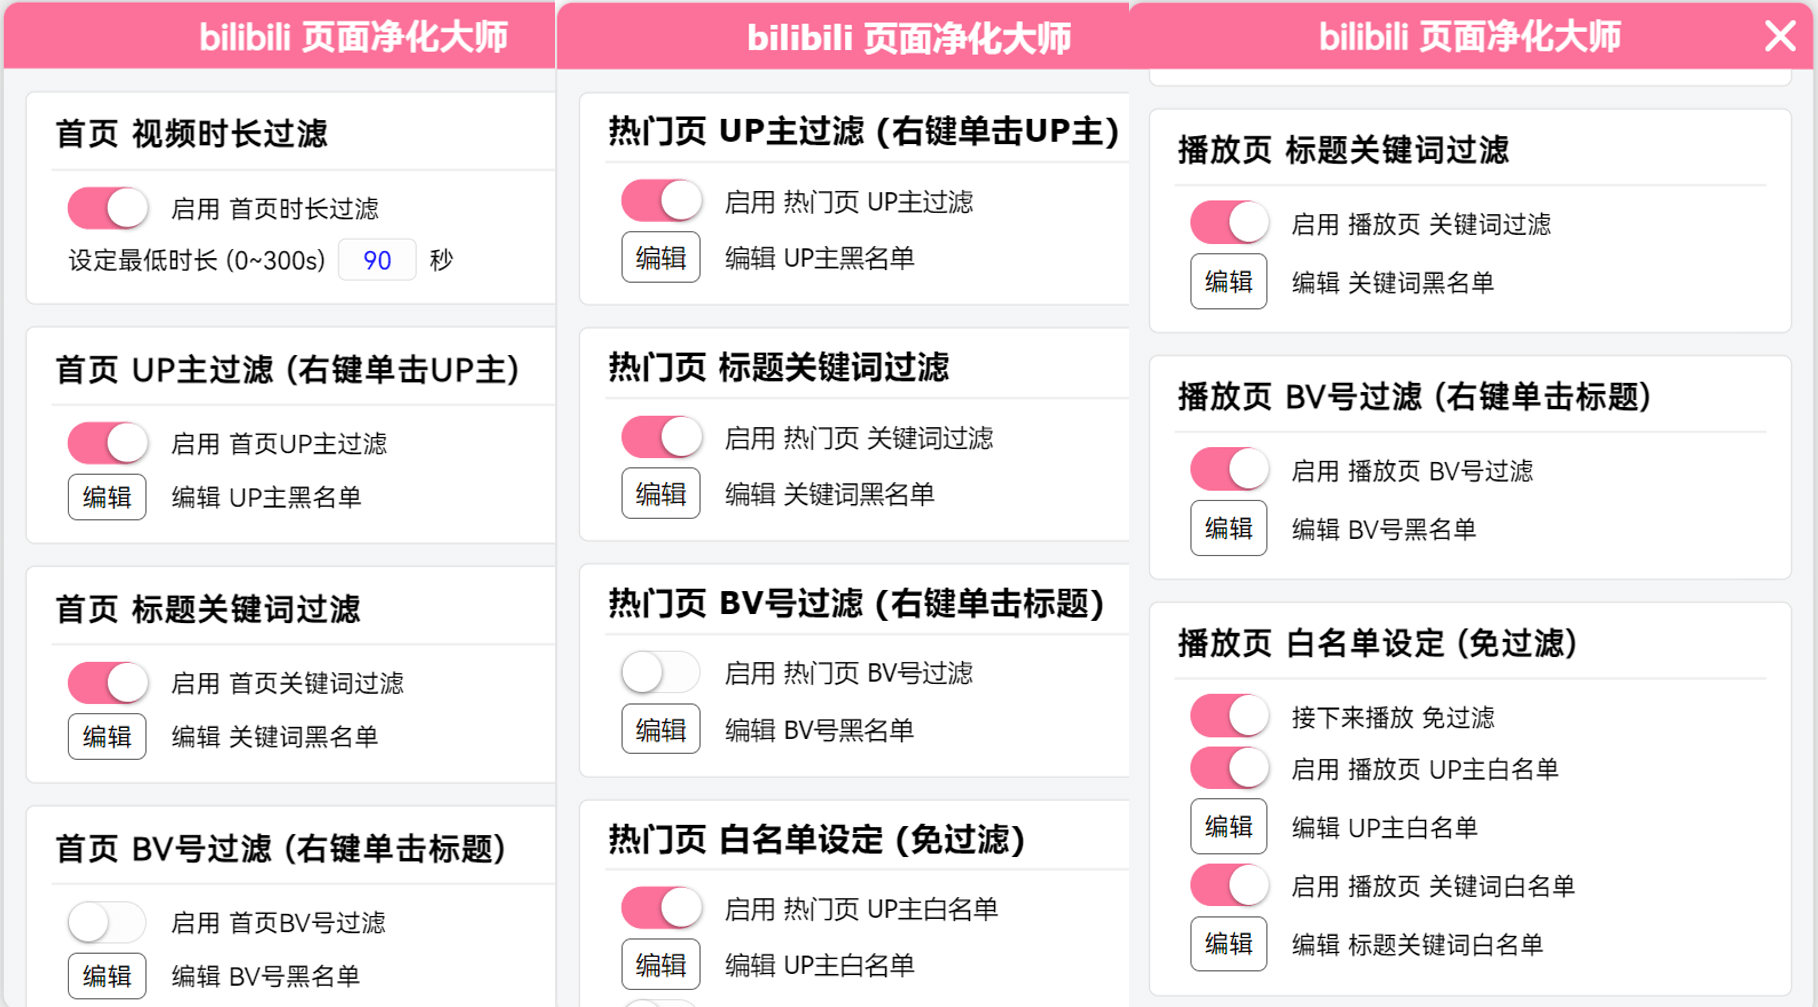 bilibili 页面净化大师
首页 视频时长过滤
启用 首页时长过滤
设定最低时长 (0~300s) 90 秒
首页 UP主过滤 (右键单击UP主)
启用 首页UP主过滤
编辑 编辑 UP主黑名单
首页 标题关键词过滤
启用 首页关键词过滤
编辑 编辑 关键词黑名单
首页 BV号过滤 (右键单击标题)
启用 首页BV号过滤
编辑 编辑 BV号黑名单
bilibili 页面净化大师
热门页 UP主过滤 (右键单击UP主)
启用 热门页 UP主过滤
编辑 编辑 UP主黑名单
热门页 标题关键词过滤
启用 热门页 关键词过滤
编辑 编辑 关键词黑名单
热门页 BV号过滤 (右键单击标题)
启用 热门页 BV号过滤
编辑 编辑 BV号黑名单
热门页 白名单设定 (免过滤)
启用 热门页 UP主白名单
编辑 编辑 UP主白名单
bilibili 页面净化大师
播放页 标题关键词过滤
启用 播放页 关键词过滤
编辑 编辑 关键词黑名单
播放页 BV号过滤 (右键单击标题)
启用 播放页 BV号过滤
编辑 编辑 BV号黑名单
播放页 白名单设定 (免过滤)
接下来播放 免过滤
启用 播放页 UP主白名单
编辑 编辑 UP主白名单
启用 播放页 关键词白名单
编辑 编辑 标题关键词白名单